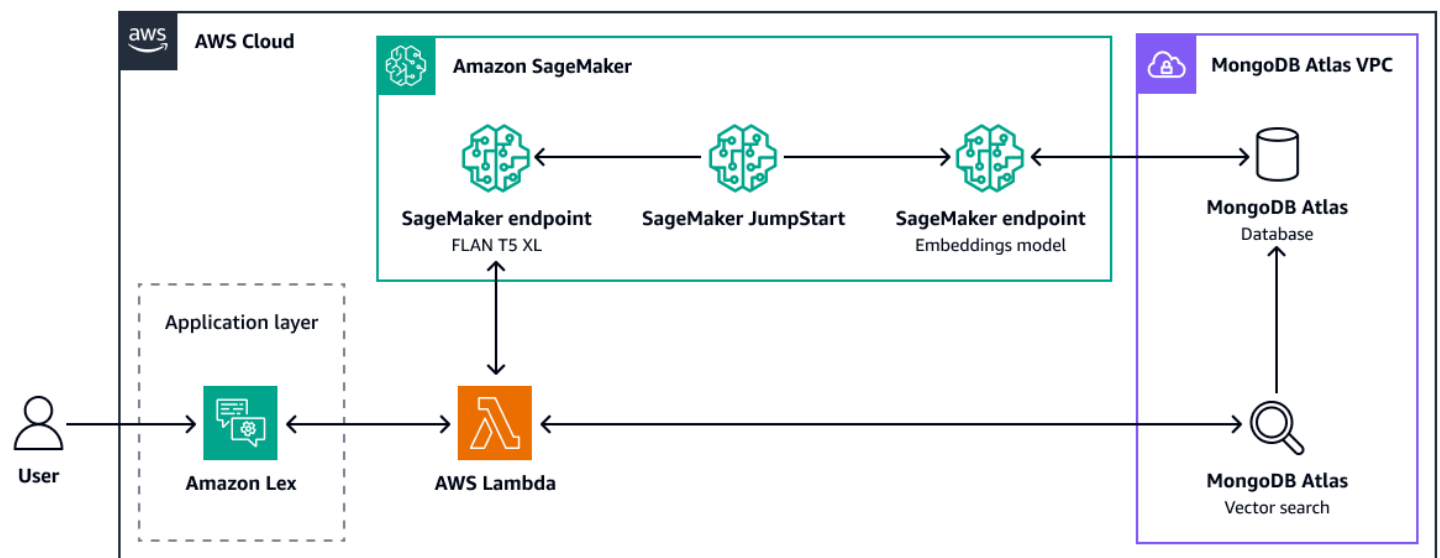 aws
AWS Cloud
Amazon SageMaker
MongoDB Atlas VPC
SageMaker endpoint
FLAN T5 XL
SageMaker JumpStart
SageMaker endpoint
Embeddings model
MongoDB Atlas
Database
Application layer
User
Amazon Lex
AWS Lambda
MongoDB Atlas
Vector search